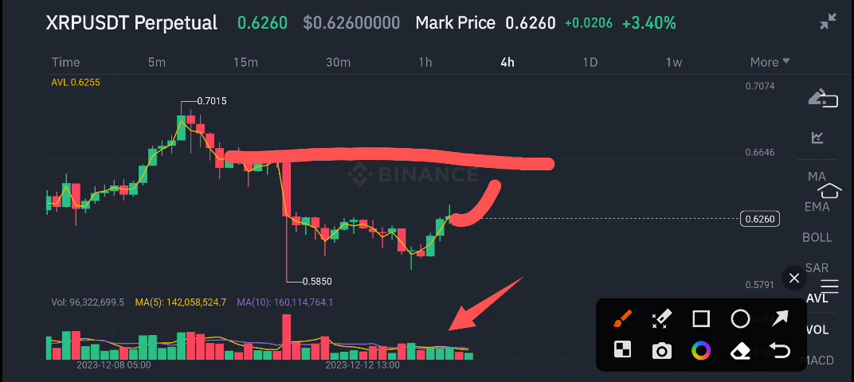 XRPUSDT Perpetual 0.6260 $0.62600000 Mark Price 0.6260 +0.0206 +3.40%
Time 5m 15m 30m 1h 4h 1D 1w More
AVL 0.6255
0.7074
0.7015
0.6646
BINANCE
MA
EMA
0.6260
BOLL
SAR
0.5850
0.5791
AVL
Vol: 96,322,699.5 MA(5): 142,058,524.7 MA(10): 160,114,764.1
VOL
MACD
2023-12-08 05:00 2023-12-12 13:00